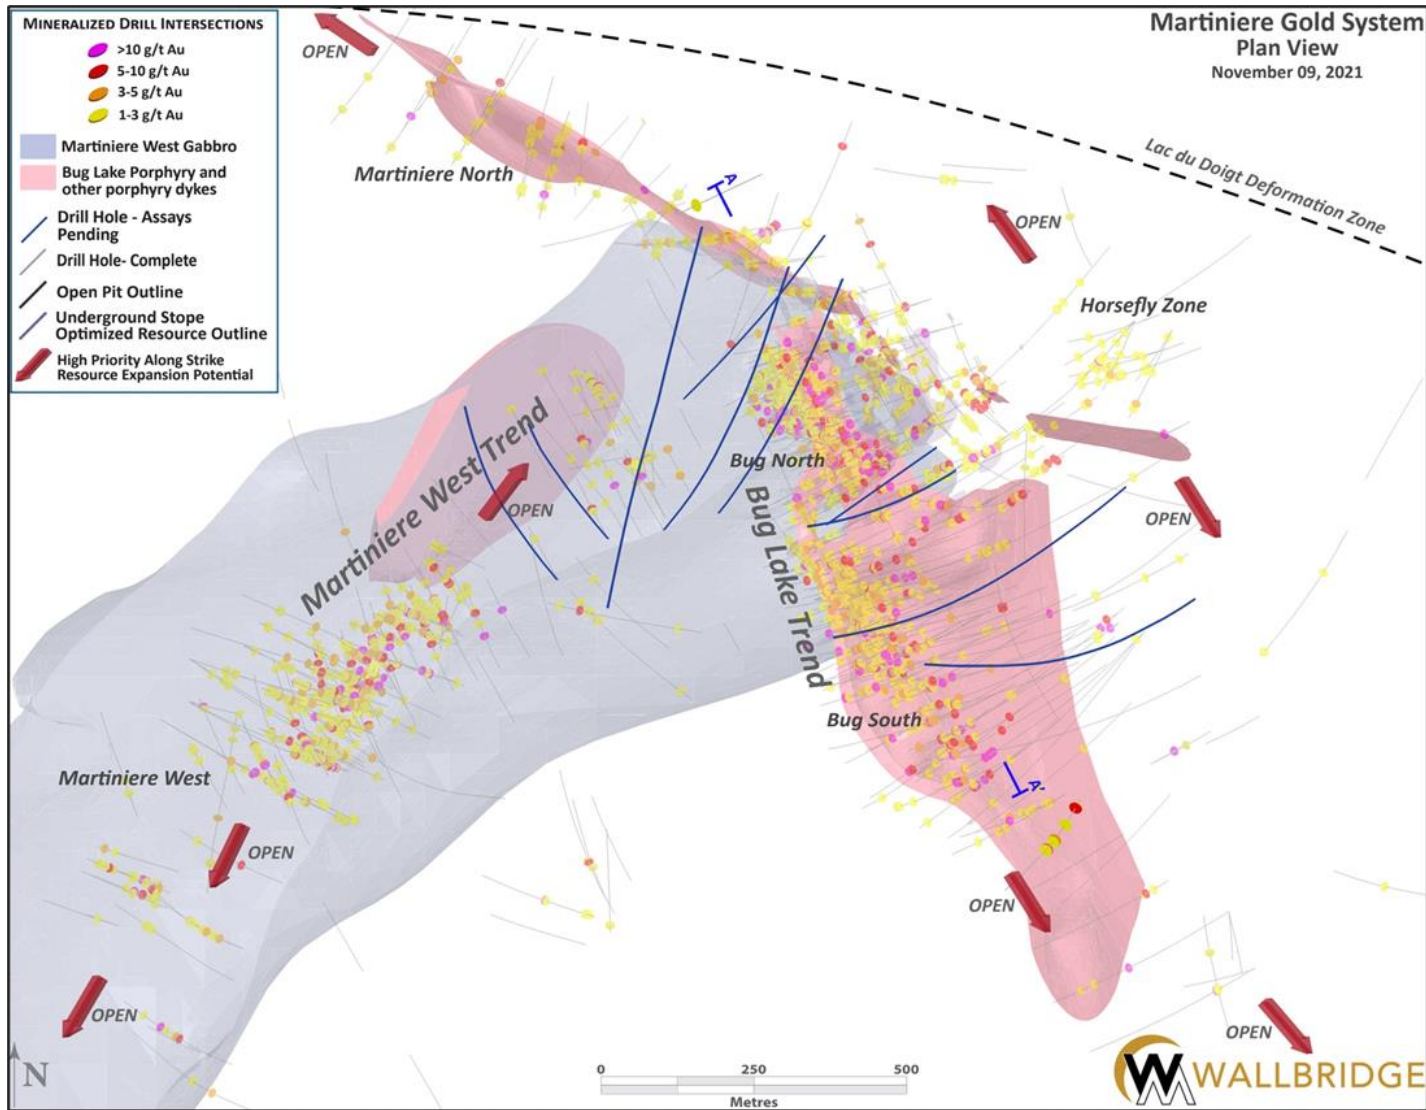 MINERALIZED DRILL INTERSECTIONS
>10 g/t Au
5-10 g/t Au
3-5 g/t Au
1-3 g/t Au
Martiniere West Gabbro
Bug Lake Porphyry and
other porphyry dykes
Drill Hole - Assays
Pending
Drill Hole- Complete
Open Pit Outline
Underground Stope
Optimized Resource Outline
High Priority Along Strike
Resource Expansion Potential
Martiniere Gold System
Plan View
November 09, 2021
OPEN
Lac du Doigt Deformation Zone
Martiniere North
A
OPEN
Horsefly Zone
Martiniere West Trend
OPEN
Bug North
Bug Lake Trend
OPEN
Bug South
Martiniere West
A'
OPEN
OPEN
OPEN
OPEN
N
0 250 500
Metres
WALLBRIDGE